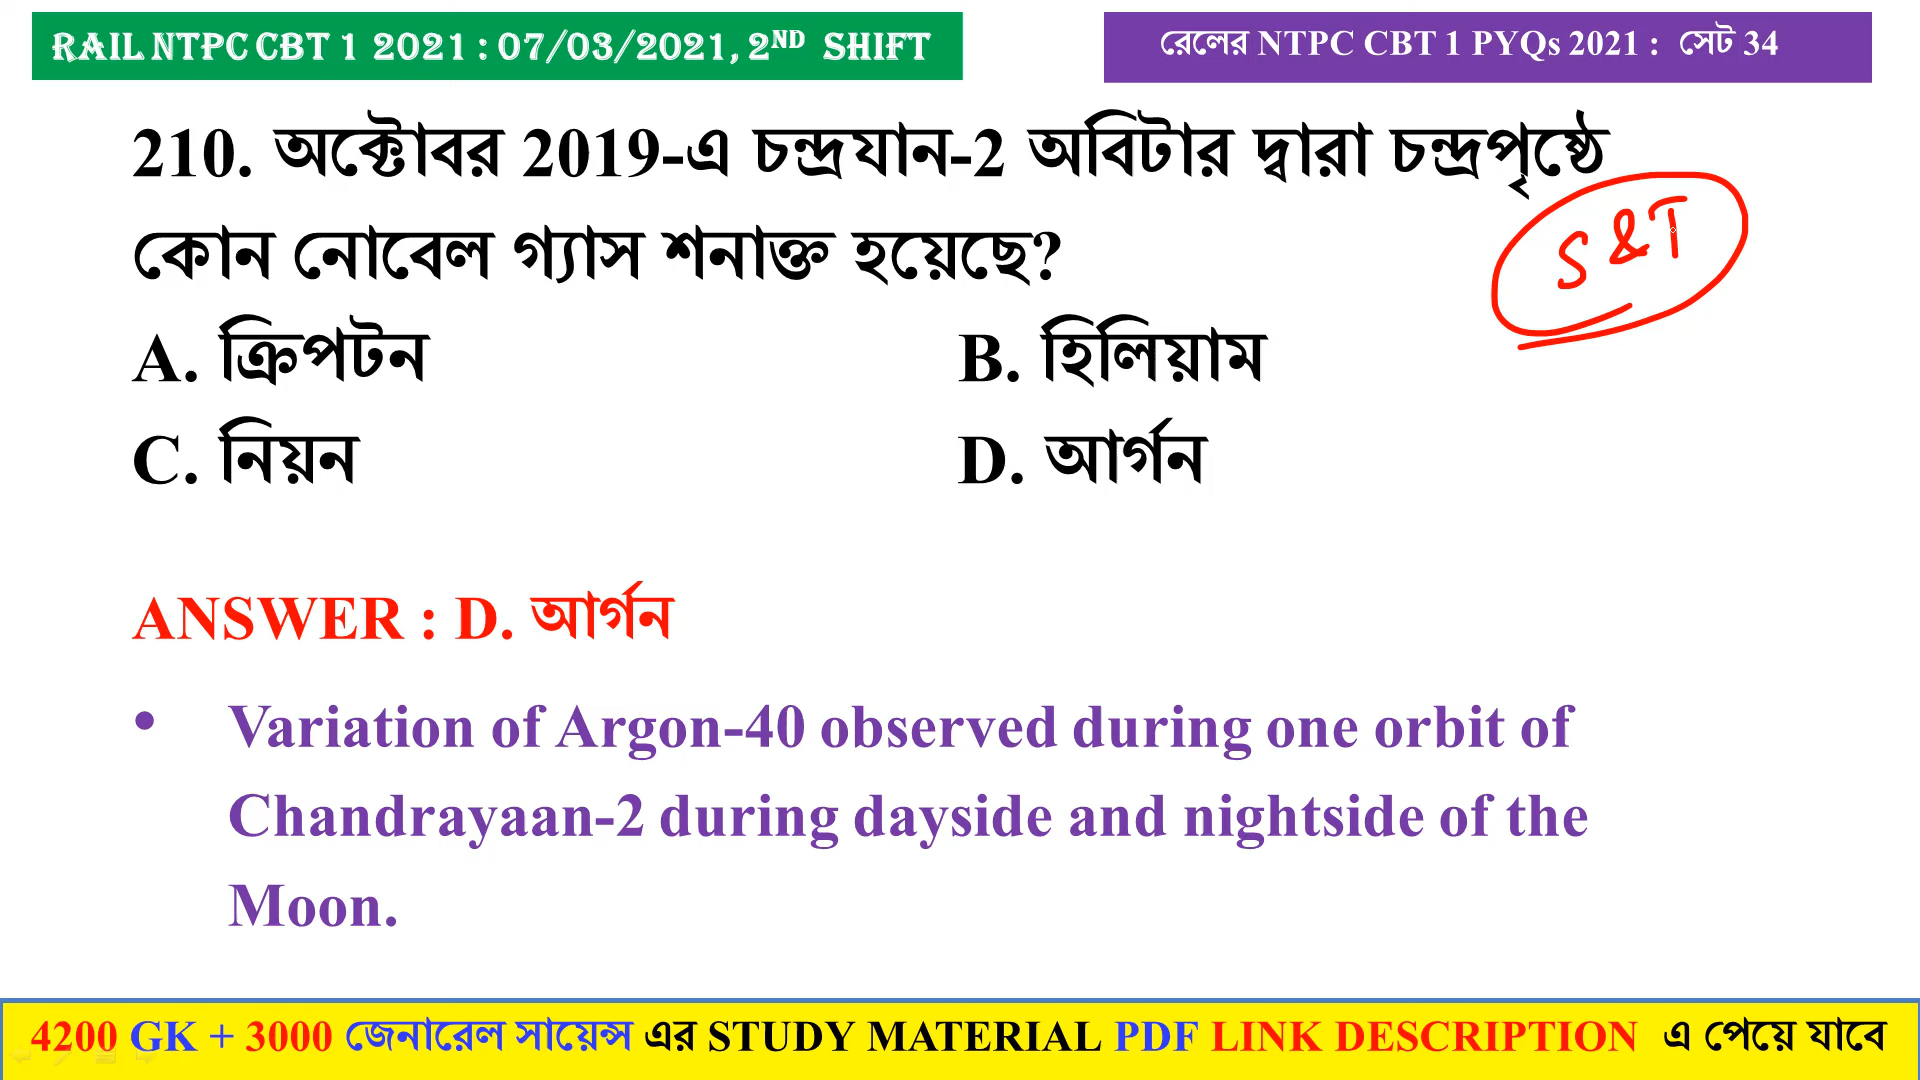 RAIL NTPC CBT 1 2021 : 07/03/2021, 2ND SHIFT
রেলের NTPC CBT 1 PYQs 2021 : সেট 34
210. অক্টোবর 2019-এ চন্দ্রযান-2 অবিটার দ্বারা চন্দ্রপৃষ্ঠে
কোন নোবেল গ্যাস শনাক্ত হয়েছে?
S & T
A. ক্রিপটন
B. হিলিয়াম
C. নিয়ন
D. আর্গন
ANSWER : D. আর্গন
• Variation of Argon-40 observed during one orbit of
Chandrayaan-2 during dayside and nightside of the
Moon.
4200 GK + 3000 জেনারেল সায়েন্স এর STUDY MATERIAL PDF LINK DESCRIPTION এ পেয়ে যাবে